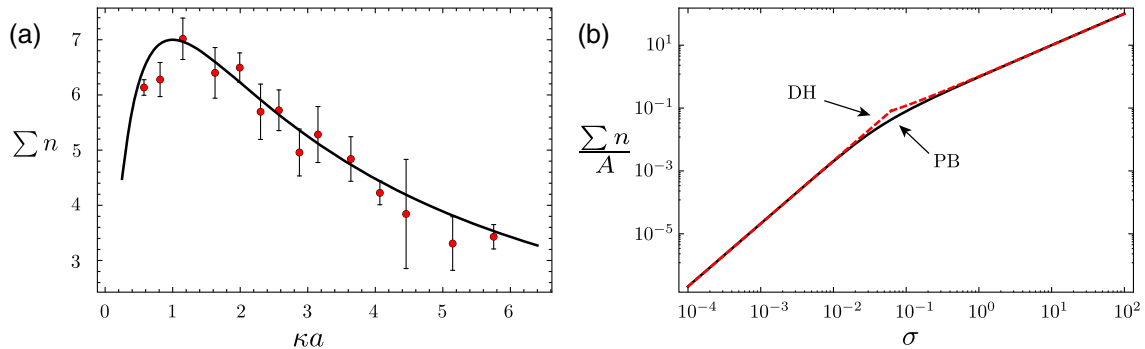 (a)
∑ n
7
6
5
4
3
0 1 2 3 4 5 6
κa
(b)
∑ n
A
10¹
10⁻¹
10⁻³
10⁻⁵
DH
PB
10⁻⁴ 10⁻³ 10⁻² 10⁻¹ 10⁰ 10¹ 10²
σ